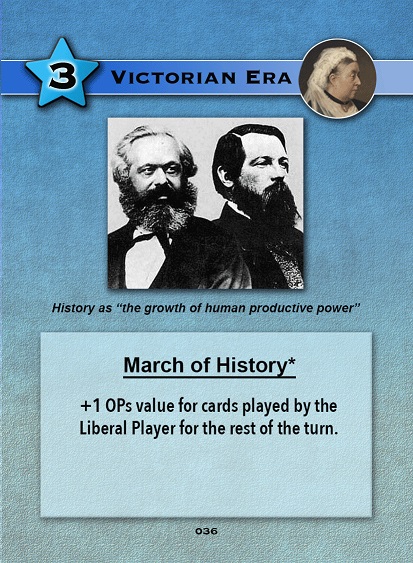 3
VICTORIAN ERA
History as “the growth of human productive power”
March of History*
+1 OPs value for cards played by the
Liberal Player for the rest of the turn.
036